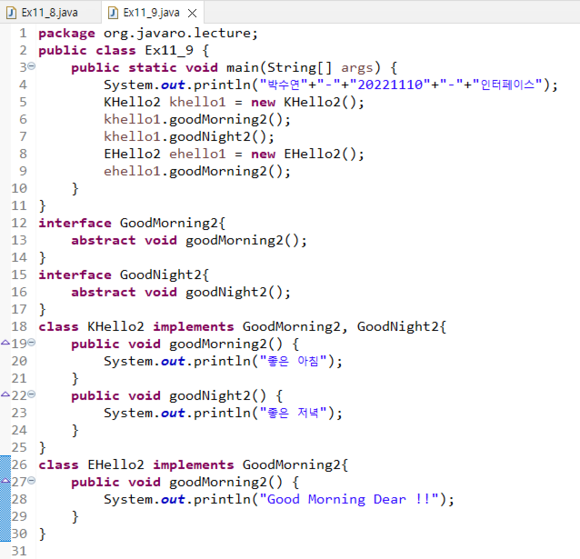 Ex11_8.java Ex11_9.java
1 package org.javaro.lecture;
2 public class Ex11_9 {
3 public static void main(String[] args) {
4 System.out.println("박수연"+"-"+"20221110"+"-"+"인터페이스");
5 KHello2 khello1 = new KHello2();
6 khello1.goodMorning2();
7 khello1.goodNight2();
8 EHello2 ehello1 = new EHello2();
9 ehello1.goodMorning2();
10 }
11 }
12 interface GoodMorning2{
13 abstract void goodMorning2();
14 }
15 interface GoodNight2{
16 abstract void goodNight2();
17 }
18 class KHello2 implements GoodMorning2, GoodNight2{
19 public void goodMorning2() {
20 System.out.println("좋은 아침");
21 }
22 public void goodNight2() {
23 System.out.println("좋은 저녁");
24 }
25 }
26 class EHello2 implements GoodMorning2{
27 public void goodMorning2() {
28 System.out.println("Good Morning Dear !!");
29 }
30 }
31